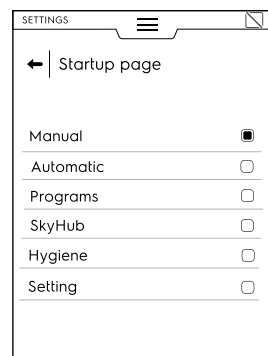 SETTINGS
Startup page
Manual
Automatic
Programs
SkyHub
Hygiene
Setting